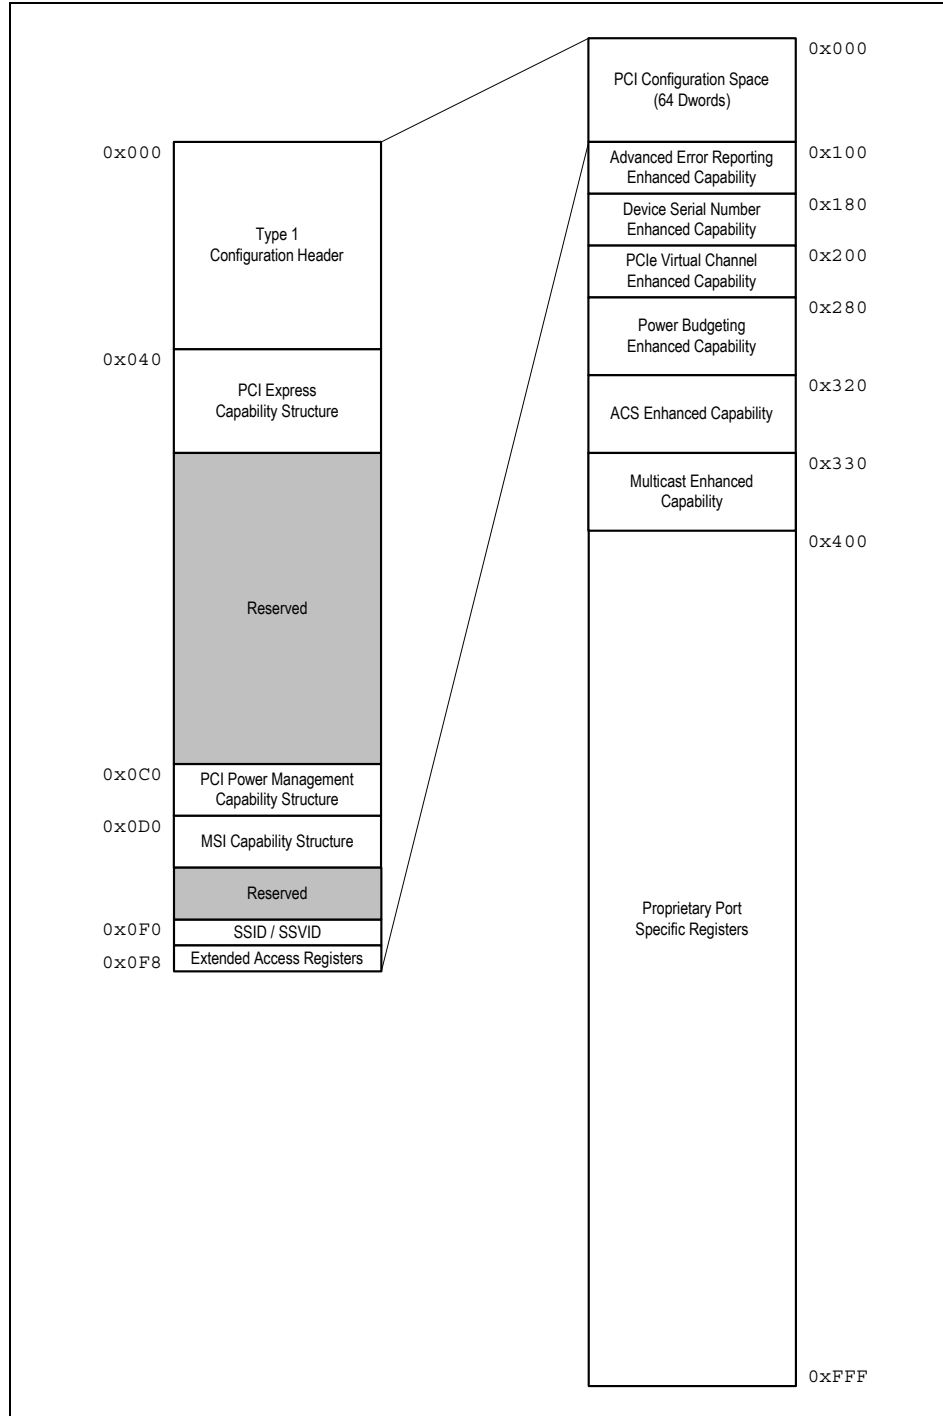 0x000
Type 1
Configuration Header
0x040
PCI Express
Capability Structure
Reserved
0x0C0
PCI Power Management
Capability Structure
0x0D0
MSI Capability Structure
Reserved
0x0F0
SSID / SSVID
0x0F8
Extended Access Registers
0x000
PCI Configuration Space
(64 Dwords)
0x100
Advanced Error Reporting
Enhanced Capability
0x180
Device Serial Number
Enhanced Capability
0x200
PCIe Virtual Channel
Enhanced Capability
0x280
Power Budgeting
Enhanced Capability
0x320
ACS Enhanced Capability
0x330
Multicast Enhanced
Capability
0x400
Proprietary Port
Specific Registers
0xFFF